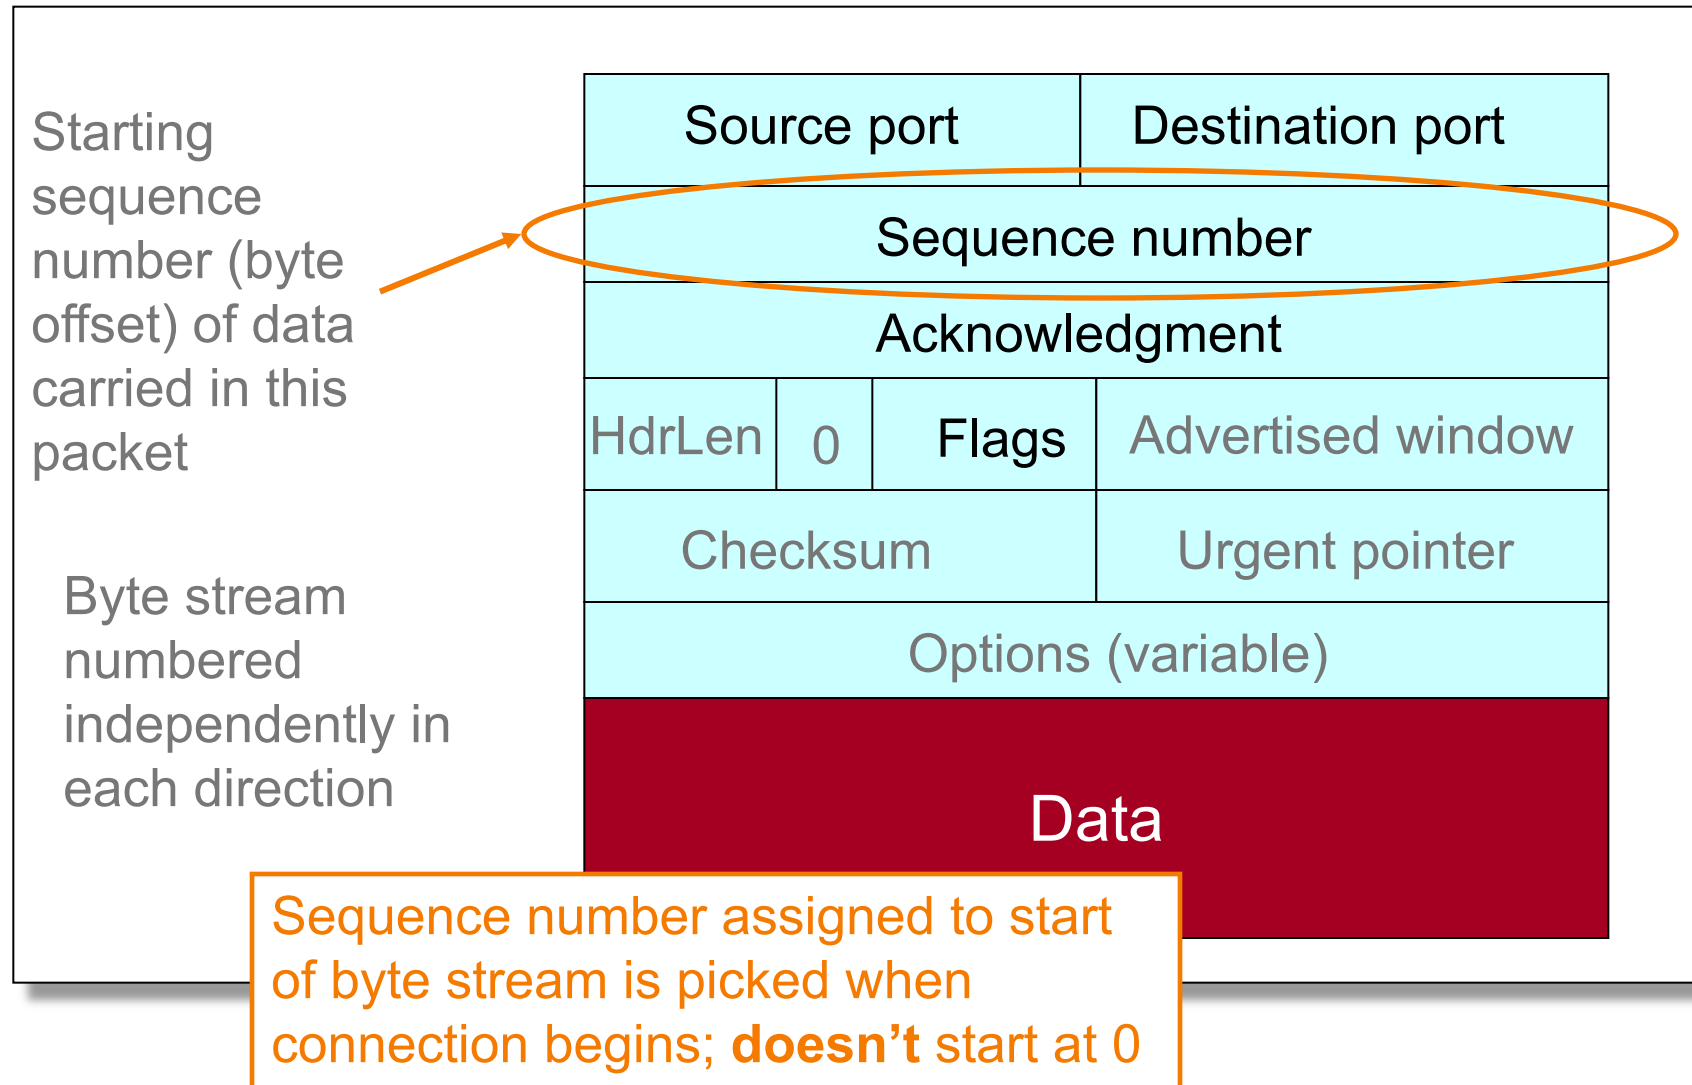 Starting
sequence
number (byte
offset) of data
carried in this
packet
Byte stream
numbered
independently in
each direction
Source port Destination port
Sequence number
Acknowledgment
HdrLen 0 Flags Advertised window
Checksum Urgent pointer
Options (variable)
Data
Sequence number assigned to start
of byte stream is picked when
connection begins; doesn’t start at 0